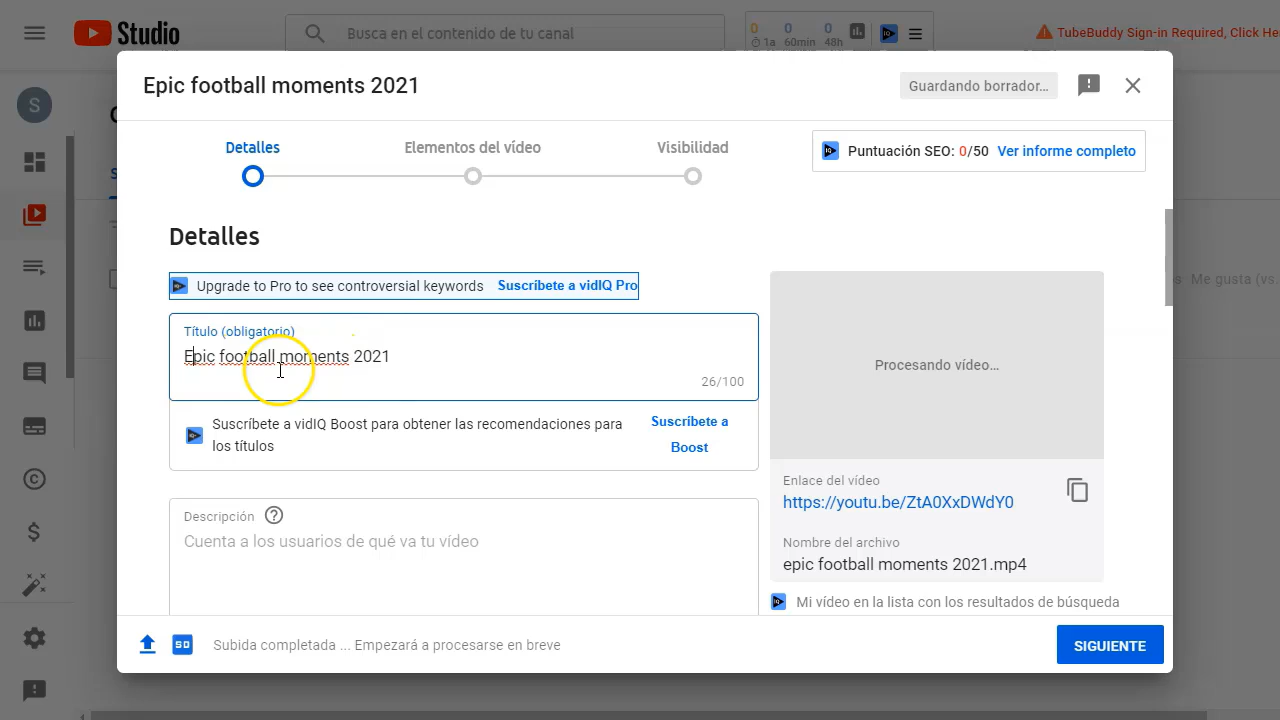 Studio
Busca en el contenido de tu canal
0 0 0
1a 60min 48h
TubeBuddy Sign-in Required, Click He
S
Epic football moments 2021
Guardando borrador...
Detalles
Elementos del vídeo
Visibilidad
Puntuación SEO: 0/50 Ver informe completo
Detalles
Upgrade to Pro to see controversial keywords Suscríbete a vidIQ Pro
Título (obligatorio)
Epic football moments 2021
26/100
Suscríbete a vidIQ Boost para obtener las recomendaciones para
los títulos
Suscríbete a
Boost
Descripción
Cuenta a los usuarios de qué va tu vídeo
Procesando vídeo...
Enlace del vídeo
https://youtu.be/ZtA0XxDWdY0
Nombre del archivo
epic football moments 2021.mp4
Mi vídeo en la lista con los resultados de búsqueda
Me gusta (vs.
SD
Subida completada ... Empezará a procesarse en breve
SIGUIENTE